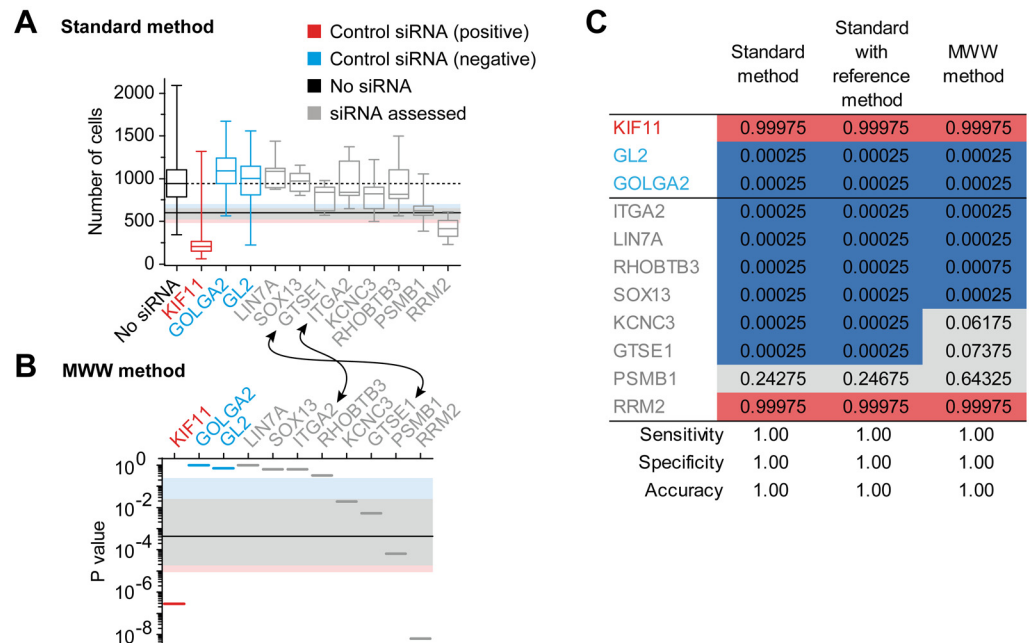 A Standard method
Control siRNA (positive)
Control siRNA (negative)
No siRNA
siRNA assessed
Number of cells
2000
1500
1000
500
0
No siRNA
KIF11
GOLGA2
GL2
LIN7A
SOX13
GTSE1
ITGA2
KCNC3
RHOBTB3
PSMB1
RRM2
B MWW method
KIF11
GOLGA2
GL2
LIN7A
SOX13
ITGA2
RHOBTB3
KCNC3
GTSE1
PSMB1
RRM2
P value
10⁰
10⁻²
10⁻⁴
10⁻⁶
10⁻⁸
C
Standard method
Standard with reference method
MWW method
KIF11 0.99975 0.99975 0.99975
GL2 0.00025 0.00025 0.00025
GOLGA2 0.00025 0.00025 0.00025
ITGA2 0.00025 0.00025 0.00025
LIN7A 0.00025 0.00025 0.00025
RHOBTB3 0.00025 0.00025 0.00075
SOX13 0.00025 0.00025 0.00025
KCNC3 0.00025 0.00025 0.06175
GTSE1 0.00025 0.00025 0.07375
PSMB1 0.24275 0.24675 0.64325
RRM2 0.99975 0.99975 0.99975
Sensitivity 1.00 1.00 1.00
Specificity 1.00 1.00 1.00
Accuracy 1.00 1.00 1.00